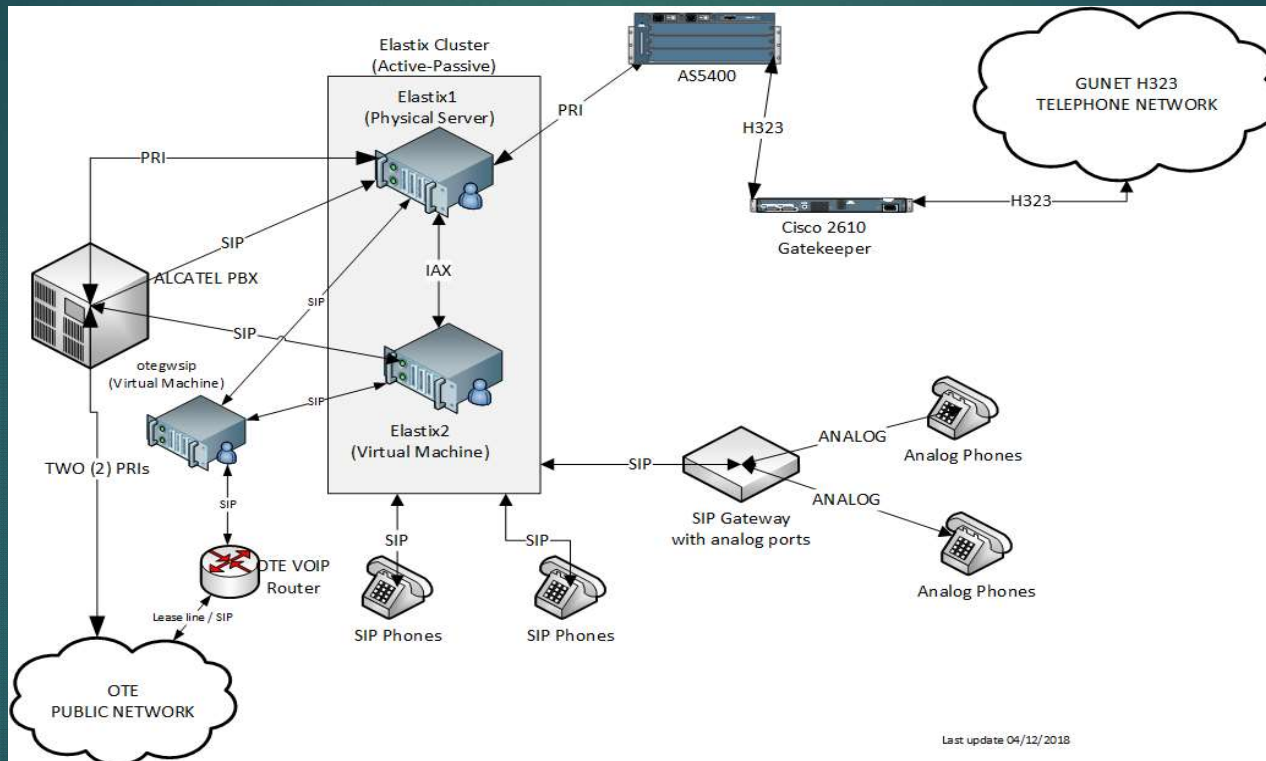 Elastix Cluster
(Active-Passive)
Elastix1
(Physical Server)
AS5400
GUNET H323
TELEPHONE NETWORK
PRI
PRI
H323
H323
Cisco 2610
Gatekeeper
SIP
ALCATEL PBX
IAX
SIP
SIP
otegwsip
(Virtual Machine)
SIP
Elastix2
(Virtual Machine)
TWO (2) PRIs
SIP
SIP
ANALOG
Analog Phones
ANALOG
SIP Gateway
with analog ports
SIP
SIP
OTE VOIP
Router
Analog Phones
Lease line / SIP
SIP Phones
SIP Phones
OTE
PUBLIC NETWORK
Last update 04/12/2018